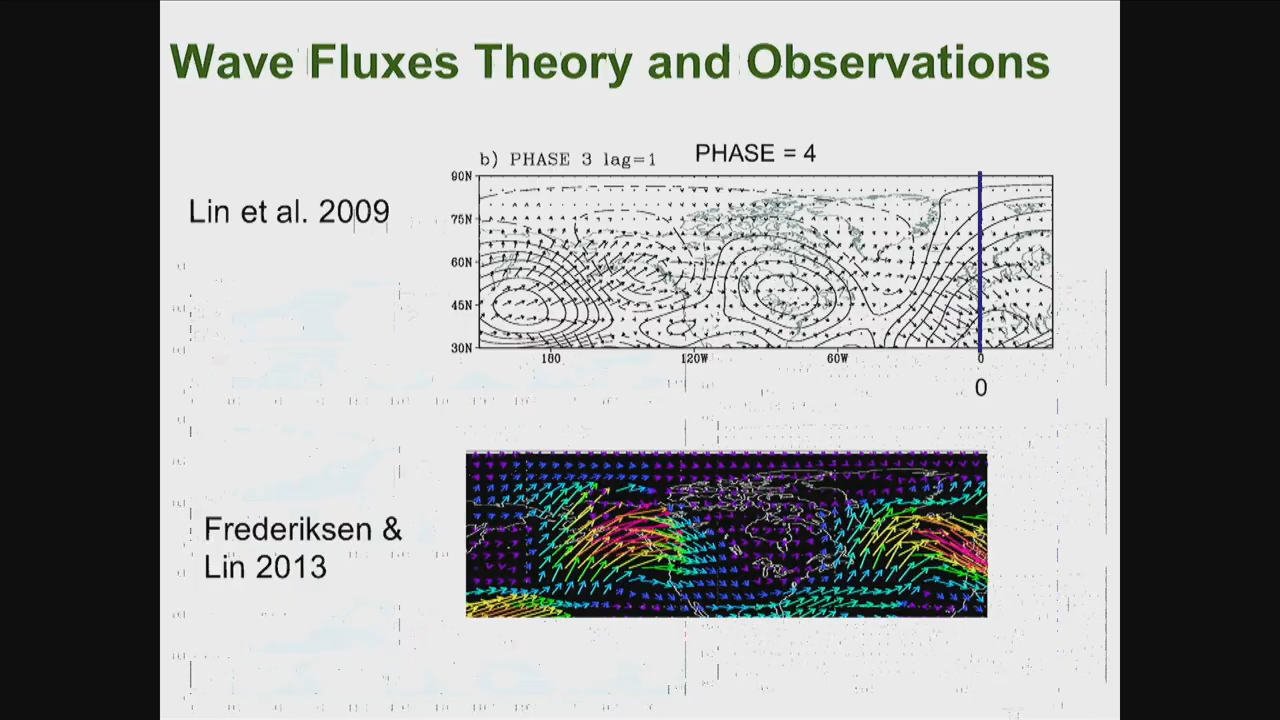 Wave Fluxes Theory and Observations
b) PHASE 3 lag=1 PHASE = 4
Lin et al. 2009
90N
75N
60N
45N
30N
180 120W 60W 0
0
Frederiksen &
Lin 2013